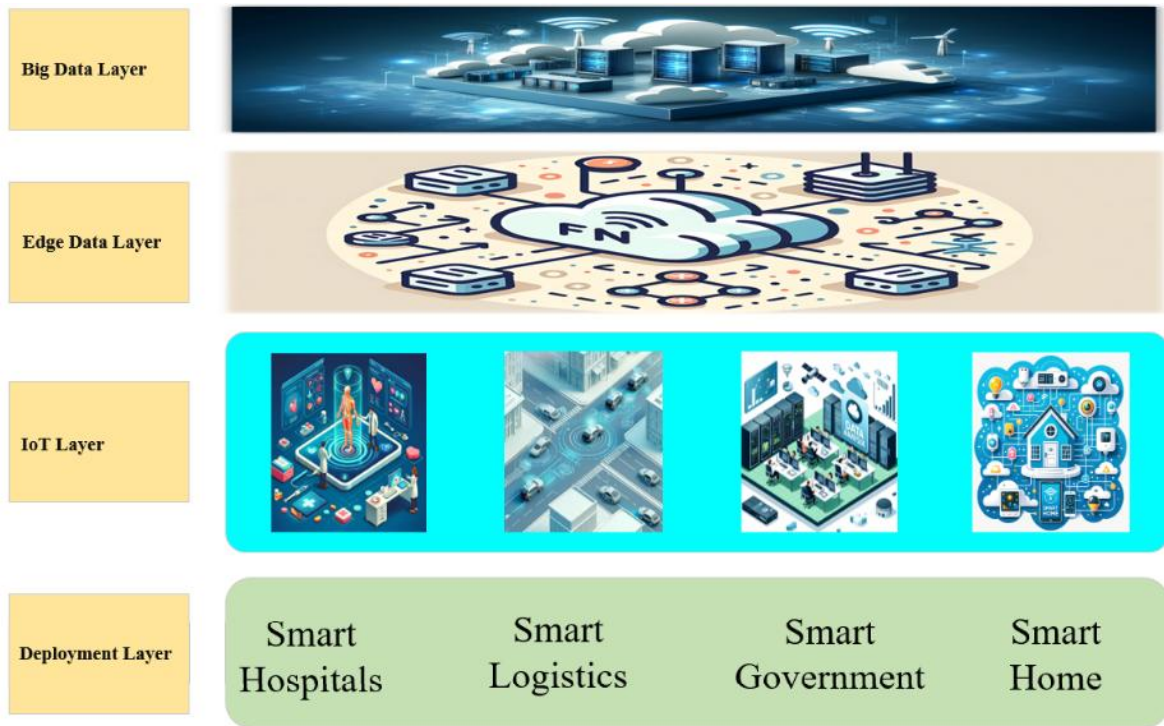 Big Data Layer
Edge Data Layer
FN
IoT Layer
Deployment Layer
Smart
Hospitals
Smart
Logistics
Smart
Government
Smart
Home